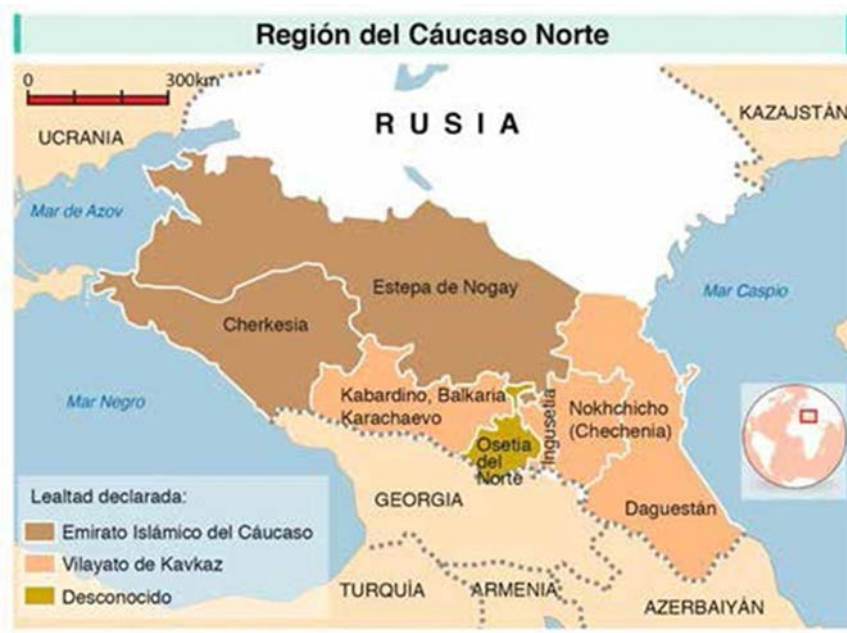 Región del Cáucaso Norte
0 300km
RUSIA
KAZAJSTÁN
UCRANIA
Mar de Azov
Estepa de Nogay
Mar Caspio
Cherkesia
Mar Negro
Kabardino, Balkaria
Karachaevo
Ingusetia
Nokhchicho
(Chechenia)
Osetia
del
Norte
Daguestán
GEORGIA
TURQUÍA
ARMENIA
AZERBAIYÁN
Lealtad declarada:
Emirato Islámico del Cáucaso
Vilayato de Kavkaz
Desconocido